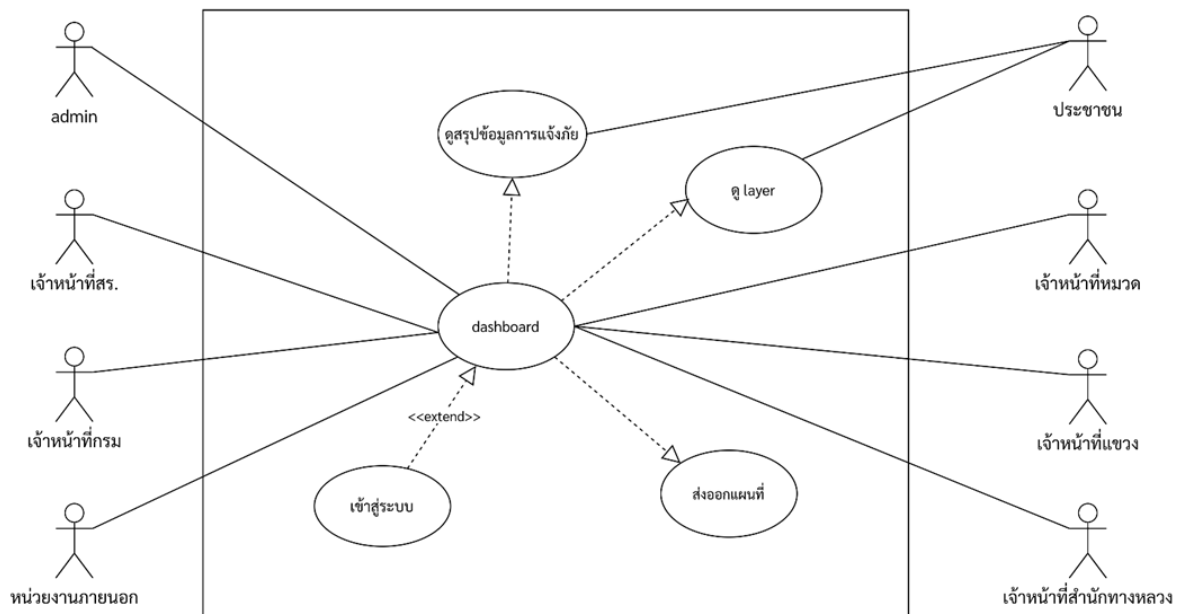 admin
ประชาชน
ดูสรุปข้อมูลการแจ้งภัย
ดู layer
เจ้าหน้าที่สร.
เจ้าหน้าที่หมวด
dashboard
<<extend>>
เจ้าหน้าที่กรม
เจ้าหน้าที่แขวง
เข้าสู่ระบบ
ส่งออกแผนที่
หน่วยงานภายนอก
เจ้าหน้าที่สำนักทางหลวง